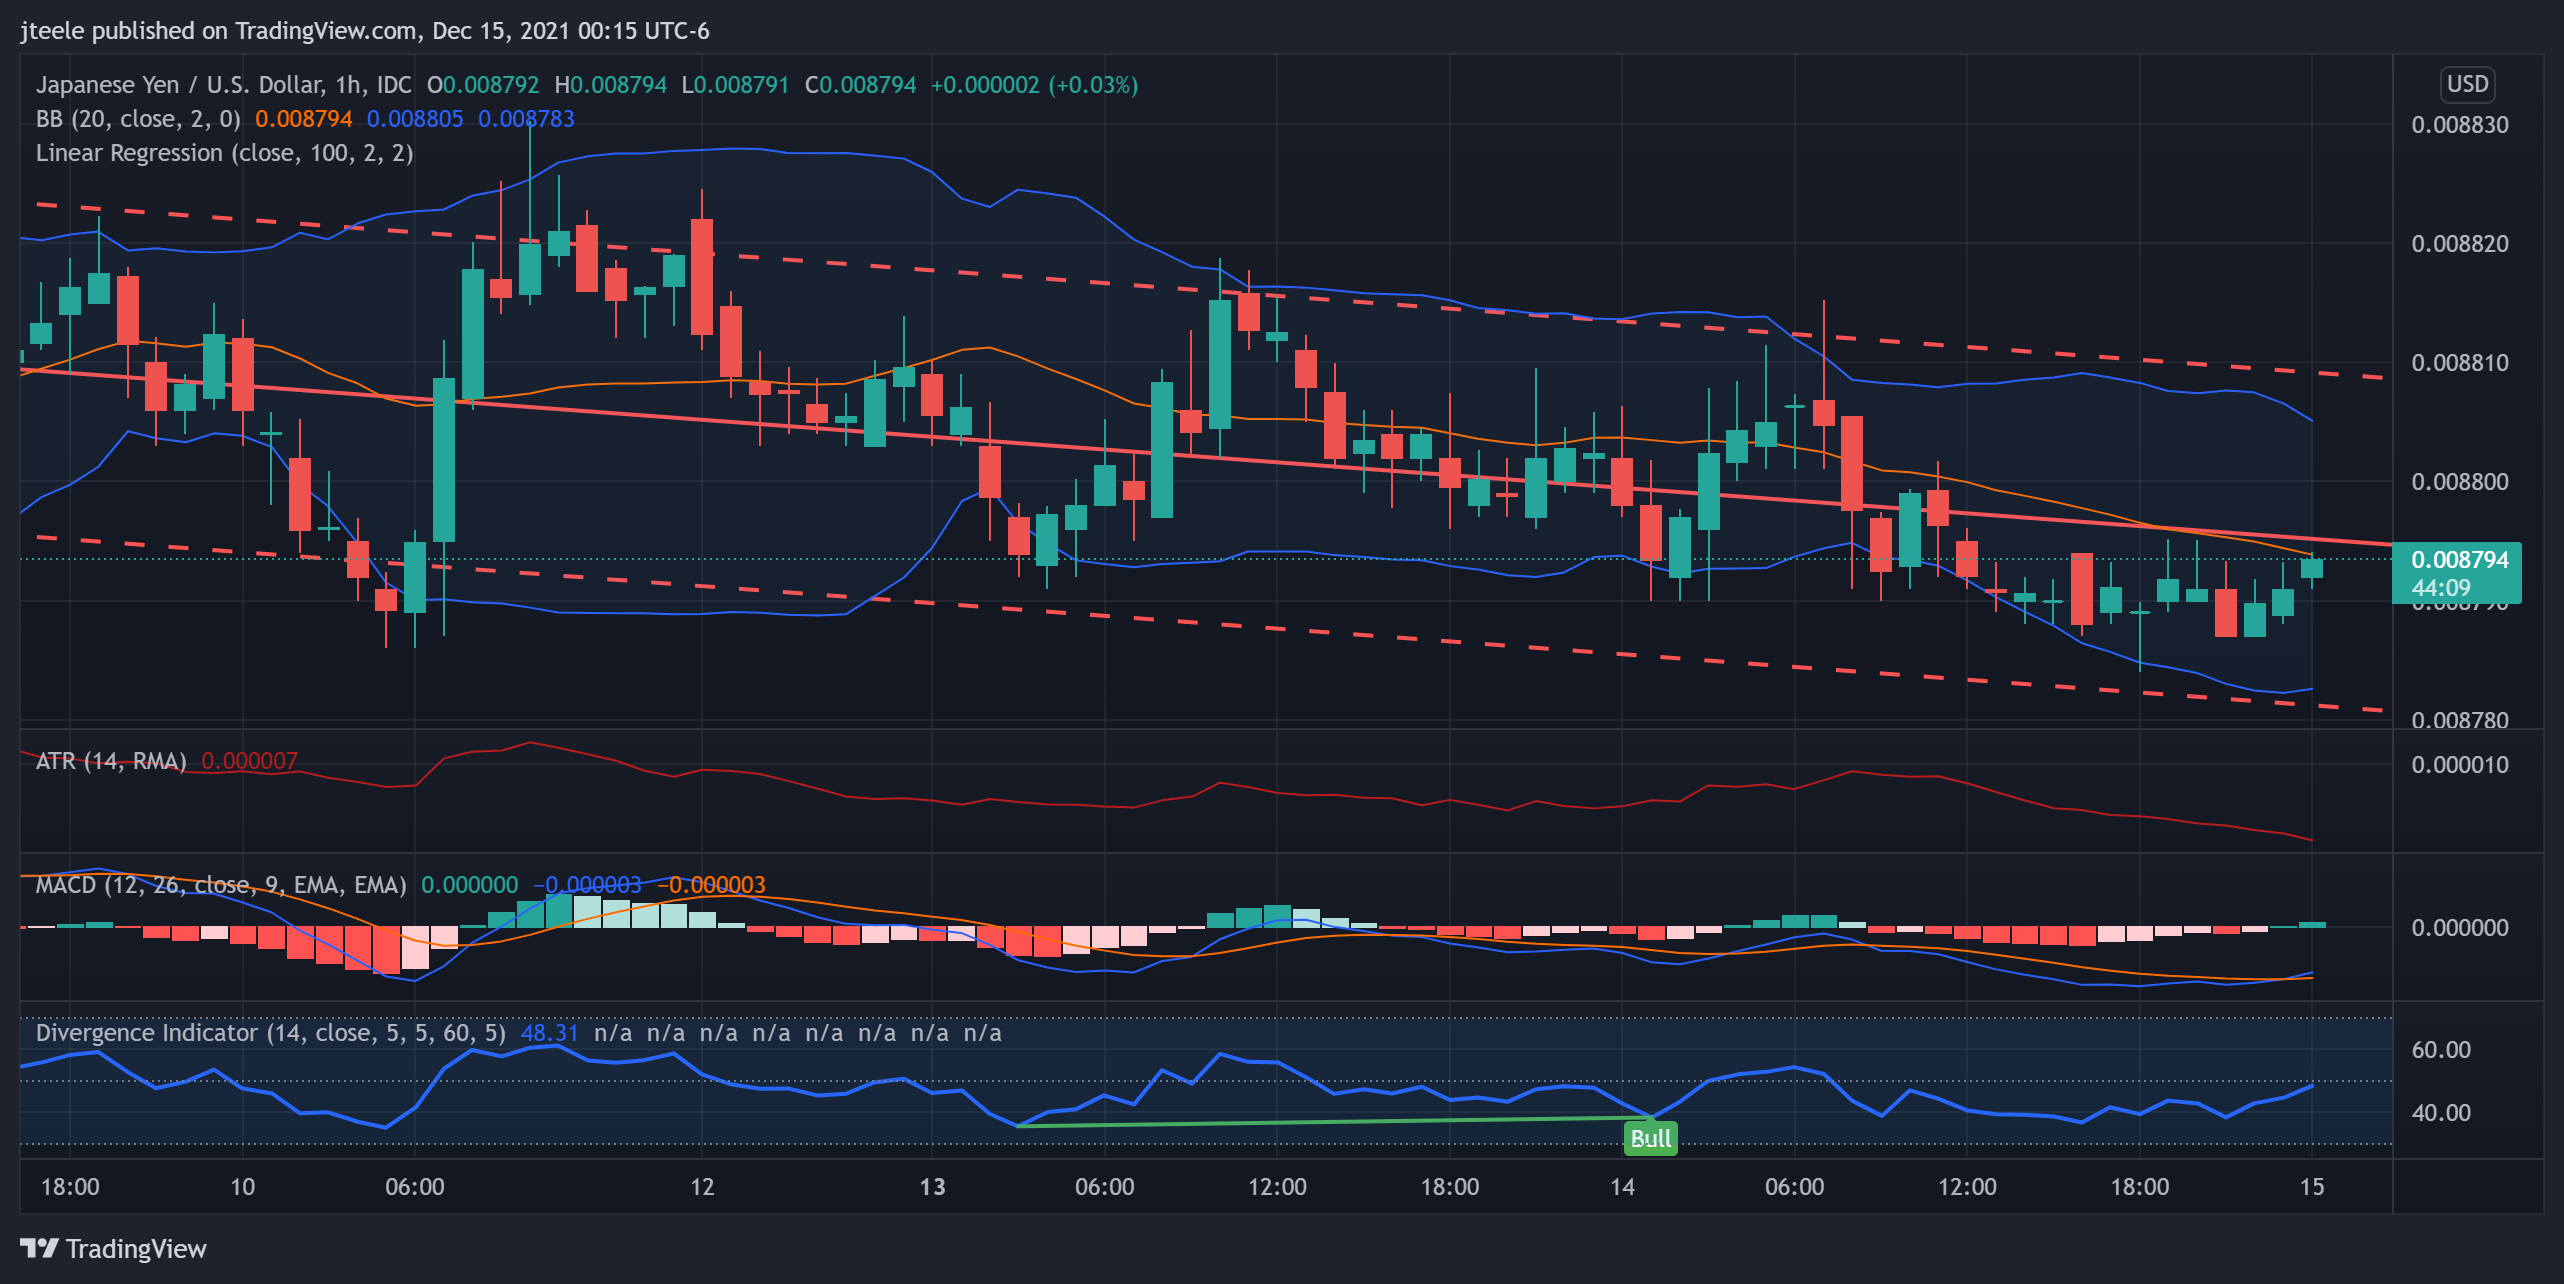 jteele published on TradingView.com, Dec 15, 2021 00:15 UTC-6
Japanese Yen / U.S. Dollar, 1h, IDC O0.008792 H0.008794 L0.008791 C0.008794 +0.000002 (+0.03%)
USD
BB (20, close, 2, 0) 0.008794 0.008805 0.008783
0.008830
Linear Regression (close, 100, 2, 2)
0.008820
0.008810
0.008800
0.008794
44:09
0.008790
0.008780
ATR (14, RMA) 0.000007
0.000010
MACD (12, 26, close, 9, EMA, EMA) 0.000000 −0.000003 −0.000003
0.000000
Divergence Indicator (14, close, 5, 5, 60, 5) 48.31 n/a n/a n/a n/a n/a n/a n/a n/a
60.00
40.00
Bull
18:00 10 06:00 12 13 06:00 12:00 18:00 14 06:00 12:00 18:00 15
TradingView